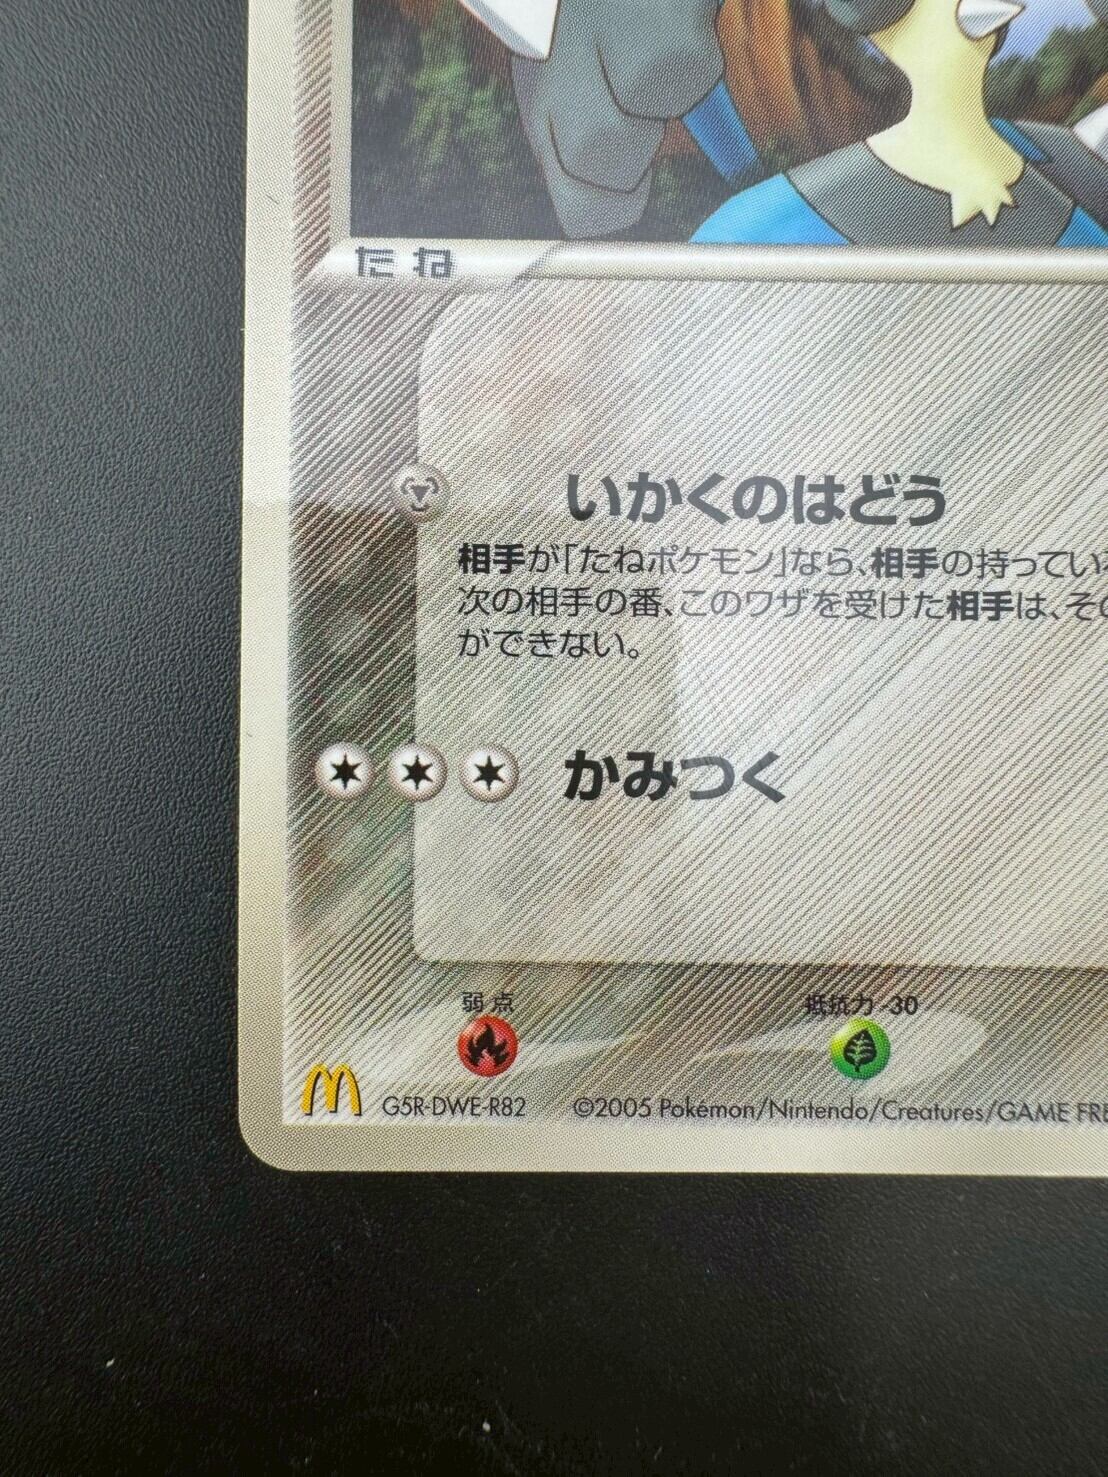 たね
いかくのはどう
相手が「たねポケモン」なら、相手の持ってい
次の相手の番、このワザを受けた相手は、その
ができない。
かみつく
弱点
抵抗力 -30
G5R-DWE-R82 ©2005 Pokémon/Nintendo/Creatures/GAME FRE